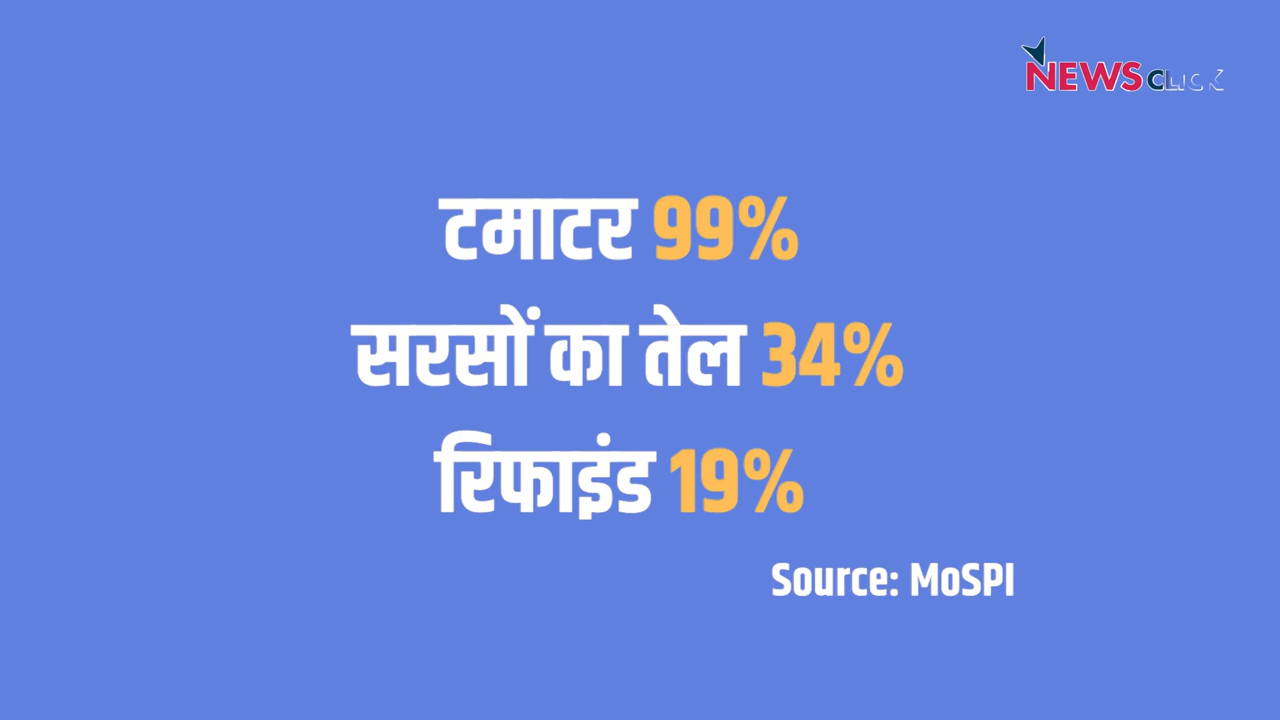 NEWSCLICK
टमाटर 99%
सरसों का तेल 34%
रिफाइंड 19%
Source: MoSPI